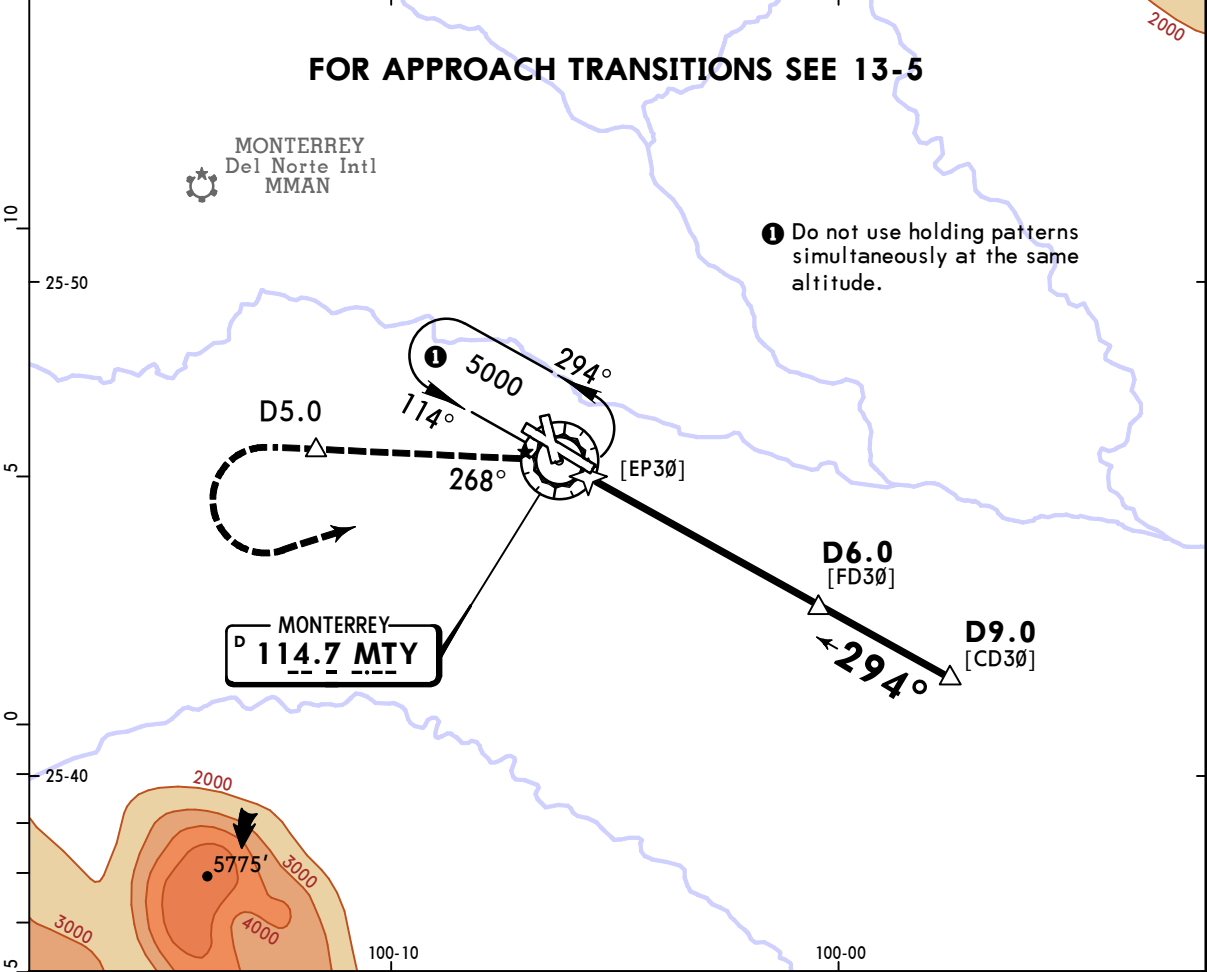 2000
FOR APPROACH TRANSITIONS SEE 13-5
MONTERREY
Del Norte Intl
MMAN
10
❶ Do not use holding patterns
simultaneously at the same
altitude.
25-50
❶ 5000
294°
114°
D5.0
268°
[EP3Ø]
5
D6.0
[FD3Ø]
D9.0
[CD3Ø]
294°
MONTERREY
D 114.7 MTY
0
25-40
2000
5775'
3000
3000
4000
5
100-10
100-00